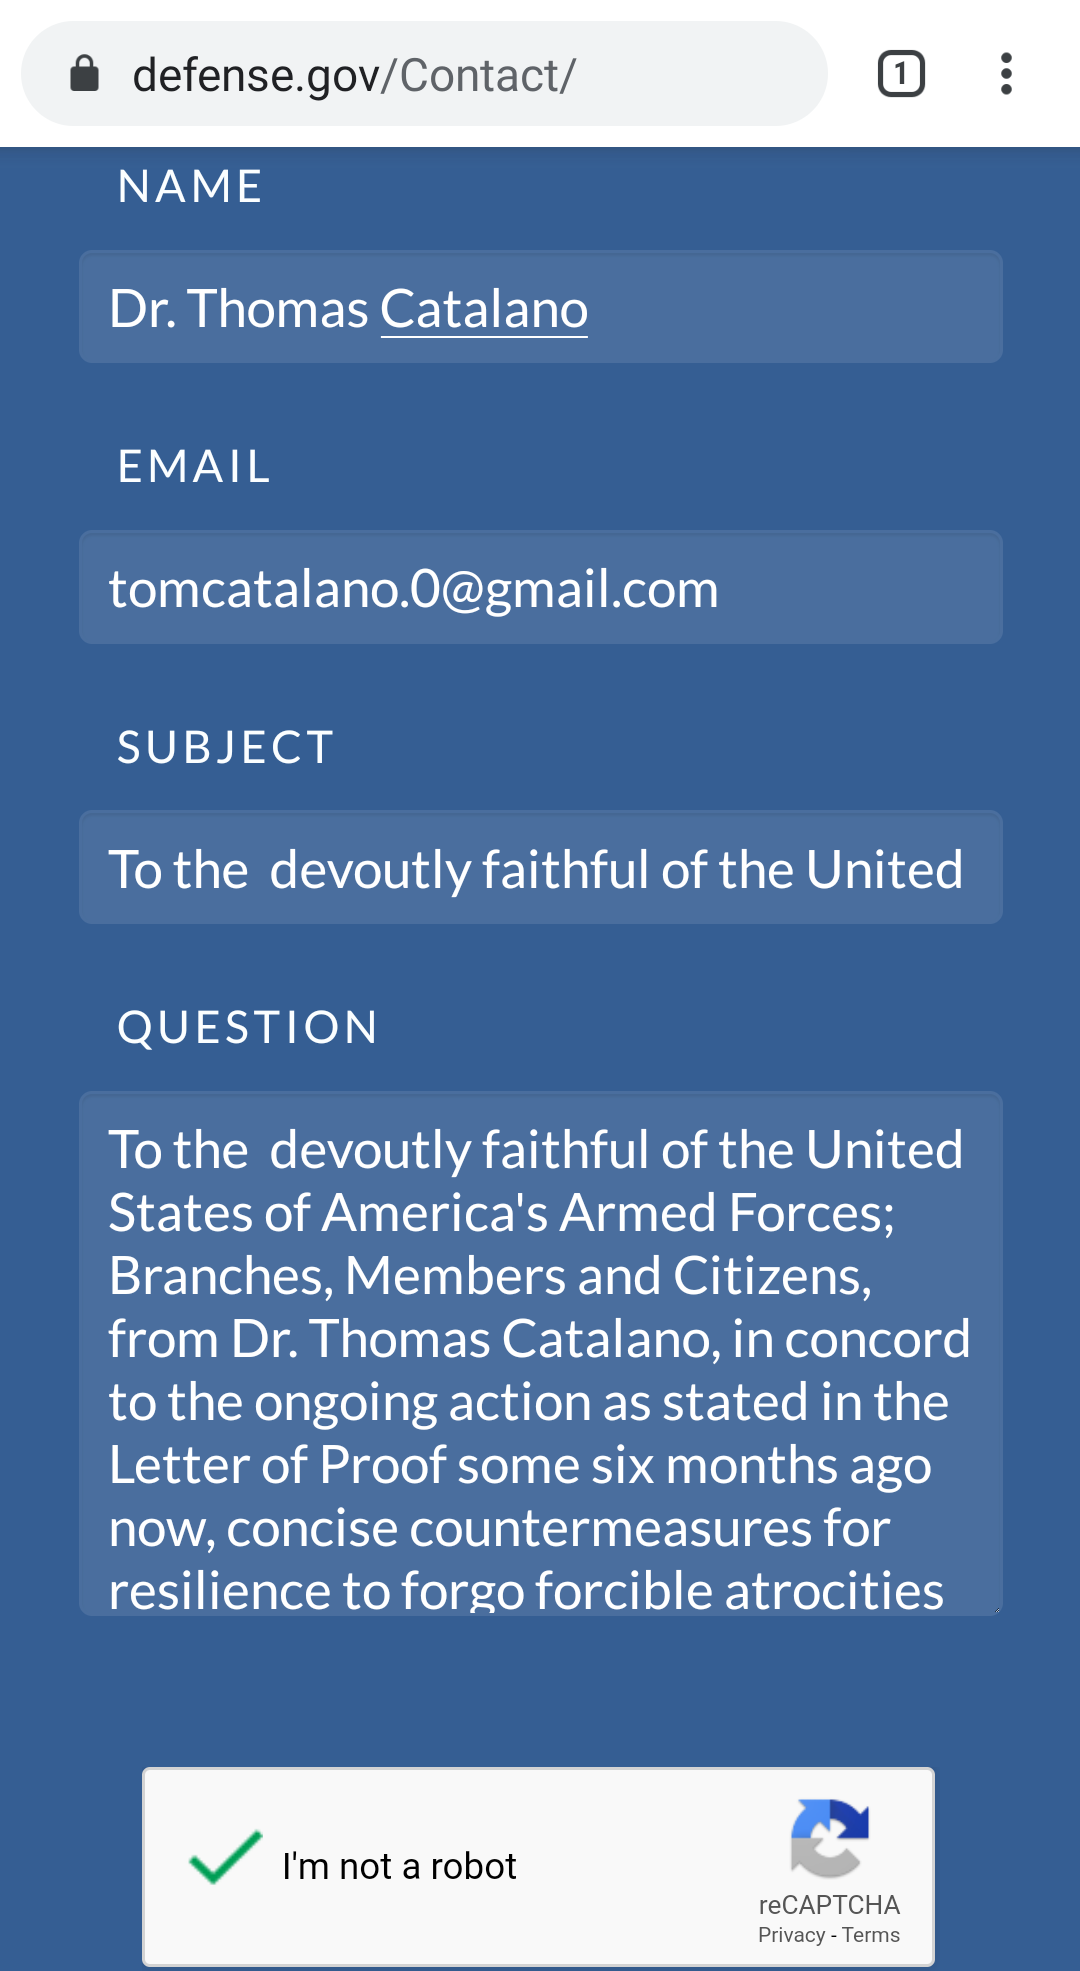 defense.gov/Contact/
1
NAME
Dr. Thomas Catalano
EMAIL
tomcatalano.0@gmail.com
SUBJECT
To the  devoutly faithful of the United
QUESTION
To the  devoutly faithful of the United
States of America's Armed Forces;
Branches, Members and Citizens,
from Dr. Thomas Catalano, in concord
to the ongoing action as stated in the
Letter of Proof some six months ago
now, concise countermeasures for
resilience to forgo forcible atrocities
I'm not a robot
reCAPTCHA
Privacy - Terms